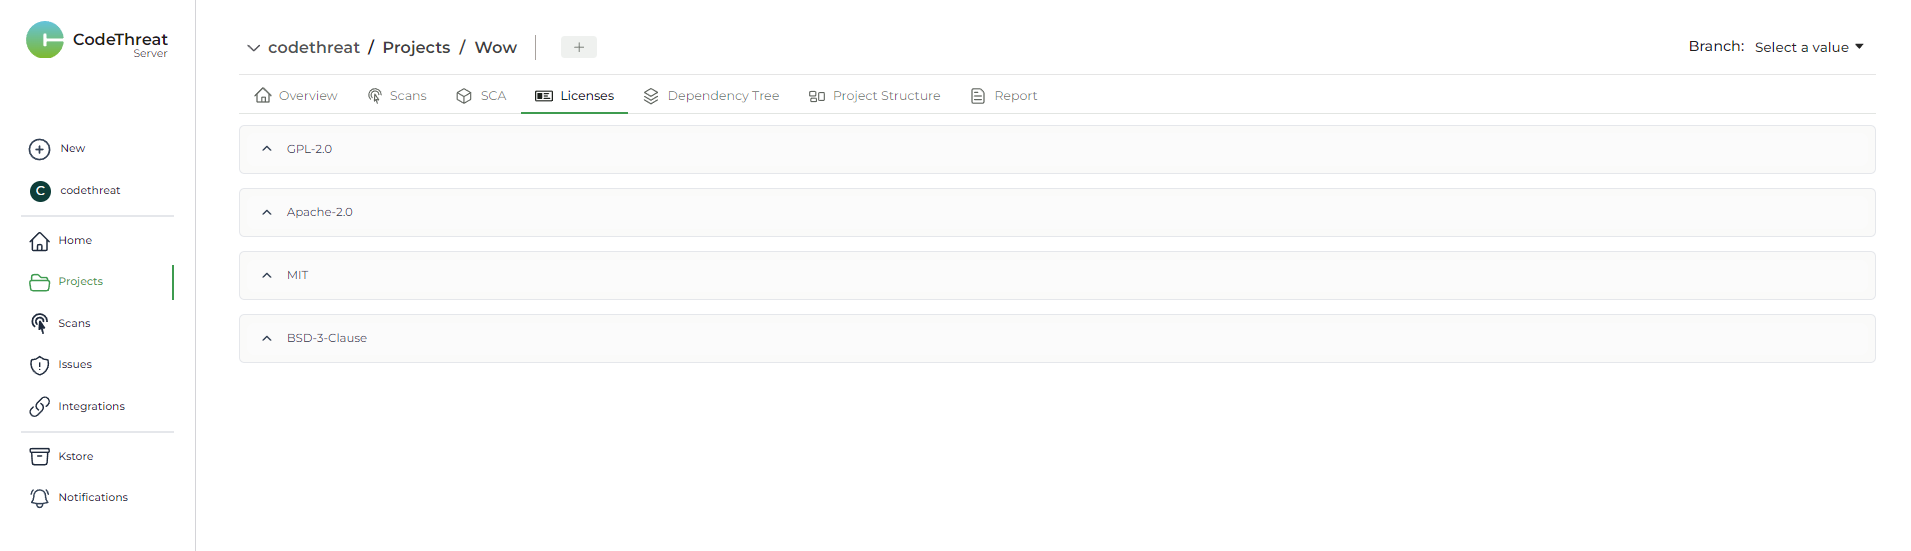 CodeThreat
Server
New
codethreat
Home
Projects
Scans
Issues
Integrations
Kstore
Notifications
codethreat / Projects / Wow
Branch: Select a value
Overview Scans SCA Licenses Dependency Tree Project Structure Report
GPL-2.0
Apache-2.0
MIT
BSD-3-Clause